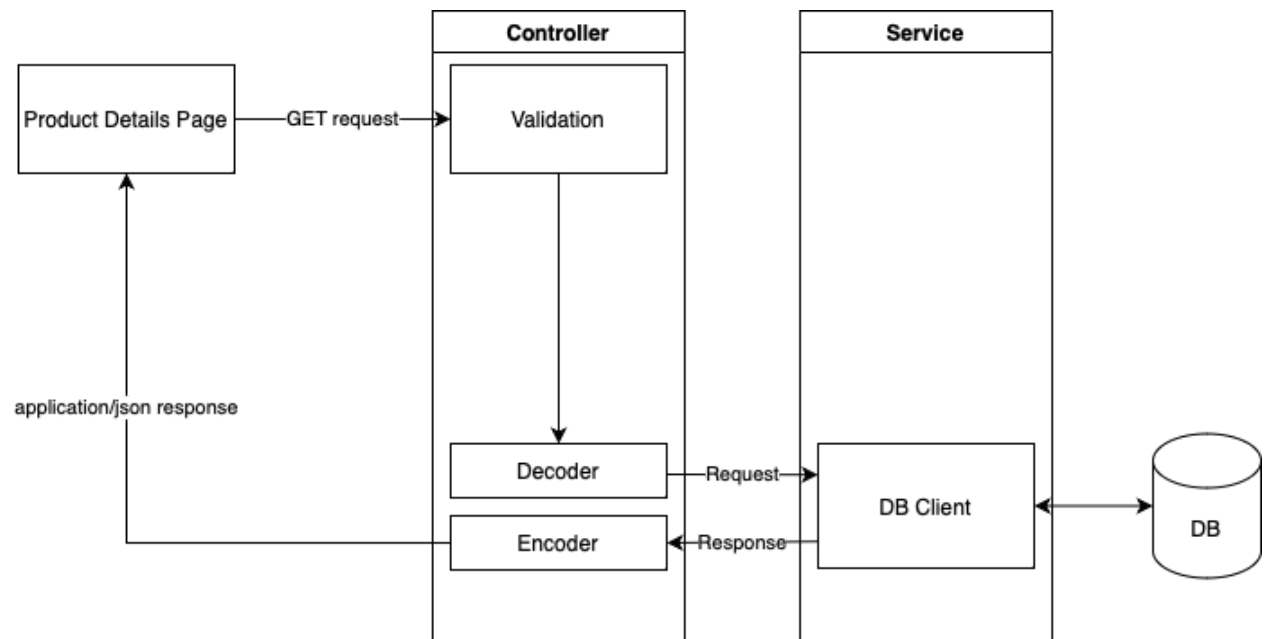 Controller
Service
Product Details Page
GET request
Validation
application/json response
Decoder
Request
DB Client
Encoder
Response
DB